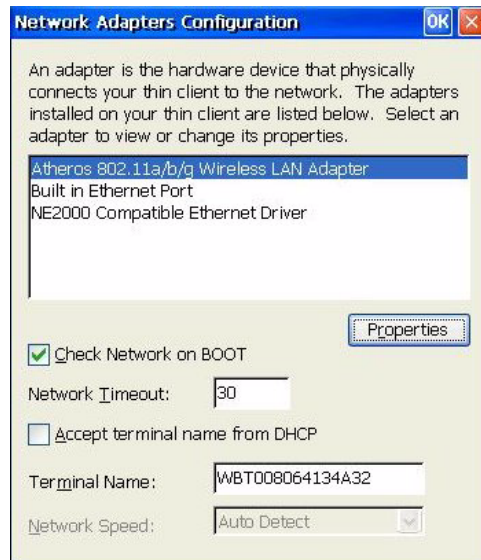 Network Adapters Configuration OK
An adapter is the hardware device that physically
connects your thin client to the network. The adapters
installed on your thin client are listed below. Select an
adapter to view or change its properties.
Atheros 802.11a/b/g Wireless LAN Adapter
Built in Ethernet Port
NE2000 Compatible Ethernet Driver
Properties
Check Network on BOOT
Network Timeout: 30
Accept terminal name from DHCP
Terminal Name: WBT008064134A32
Network Speed: Auto Detect